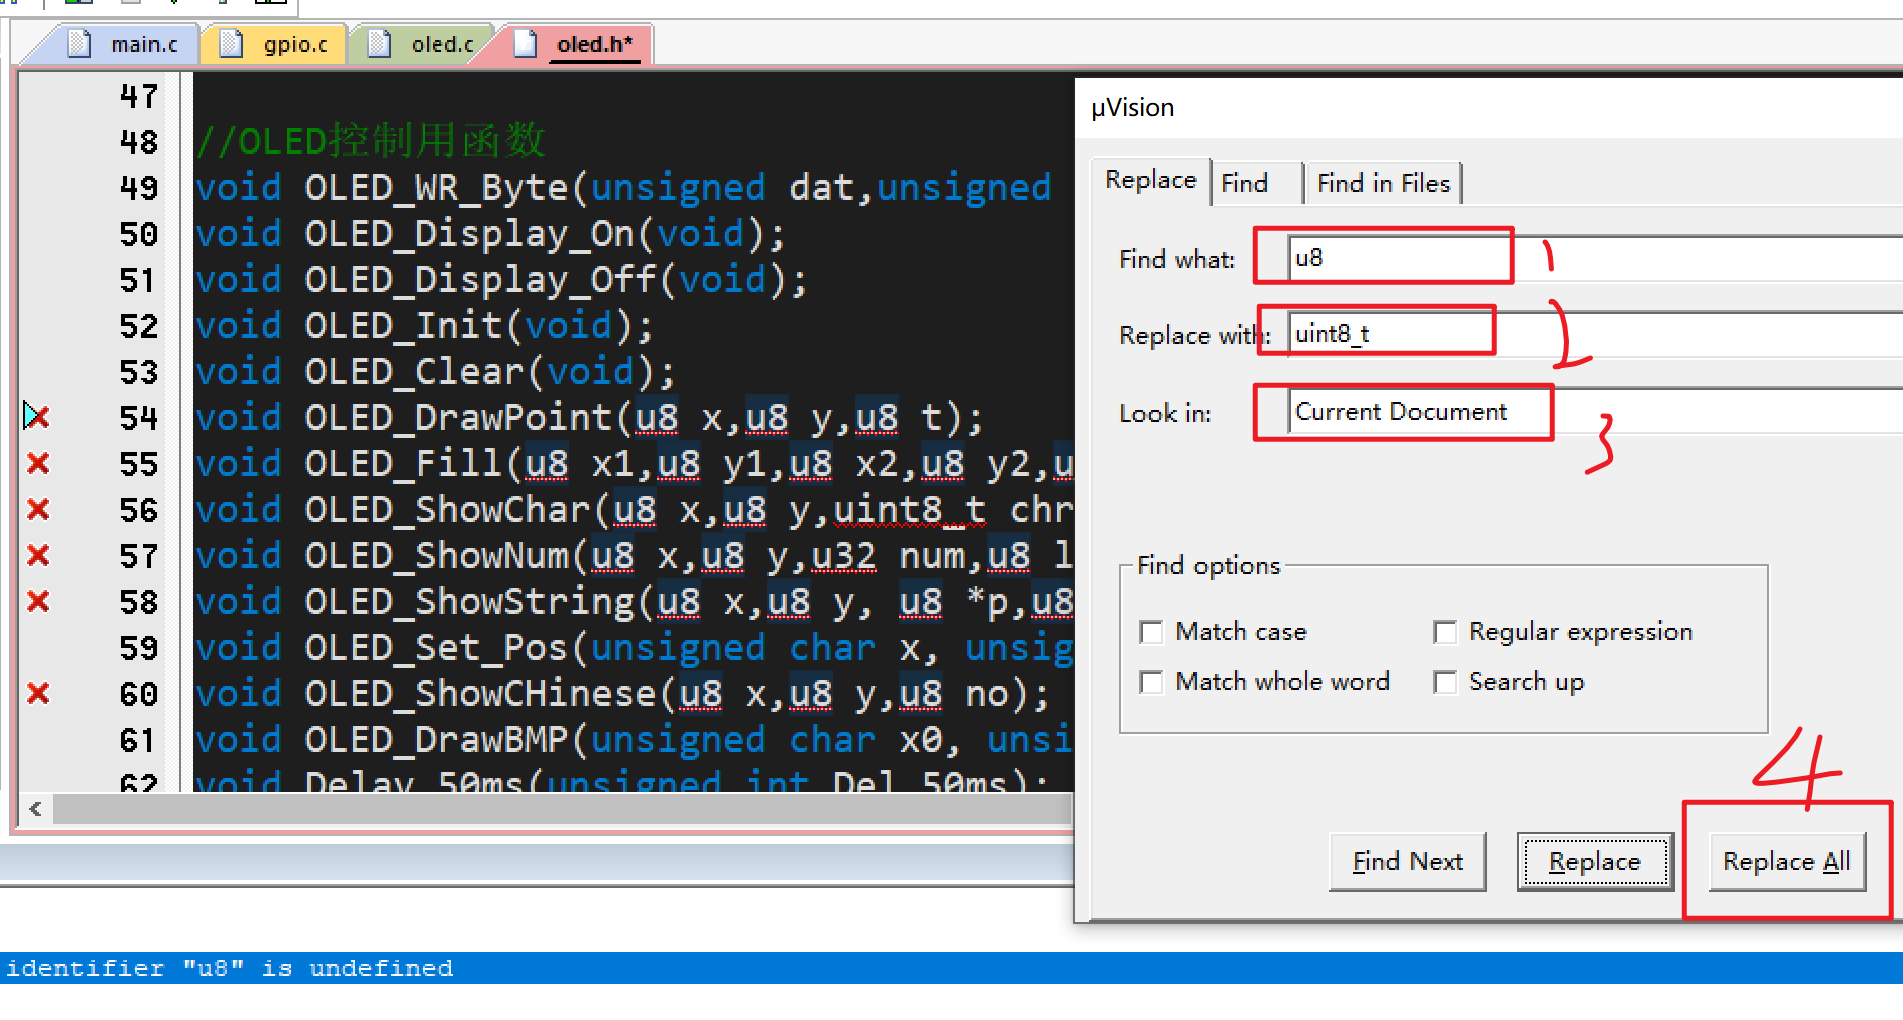 main.c gpio.c oled.c oled.h*
47
48 //OLED控制用函数
49 void OLED_WR_Byte(unsigned dat,unsigned
50 void OLED_Display_On(void);
51 void OLED_Display_Off(void);
52 void OLED_Init(void);
53 void OLED_Clear(void);
54 void OLED_DrawPoint(u8 x,u8 y,u8 t);
55 void OLED_Fill(u8 x1,u8 y1,u8 x2,u8 y2,u
56 void OLED_ShowChar(u8 x,u8 y,uint8_t chr
57 void OLED_ShowNum(u8 x,u8 y,u32 num,u8 l
58 void OLED_ShowString(u8 x,u8 y, u8 *p,u8
59 void OLED_Set_Pos(unsigned char x, unsig
60 void OLED_ShowCHinese(u8 x,u8 y,u8 no);
61 void OLED_DrawBMP(unsigned char x0, unsi
62 void Delay_50ms(unsigned int Del_50ms);
<
µVision
Replace Find Find in Files
Find what: u8 1
Replace with: uint8_t 2
Look in: Current Document 3
Find options
Match case Regular expression
Match whole word Search up
4
Find Next Replace Replace All
identifier "u8" is undefined